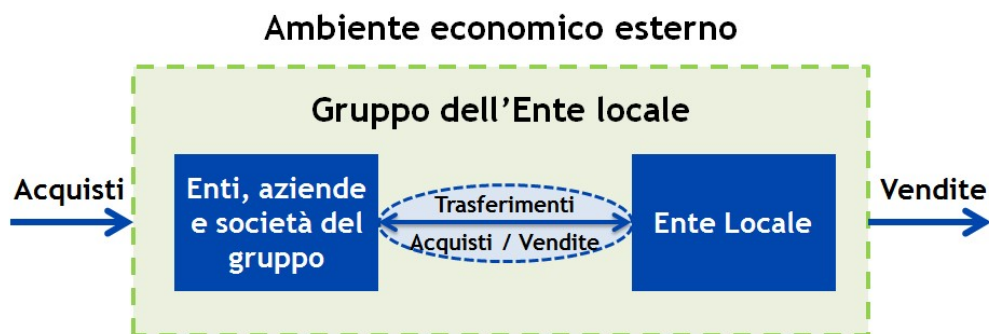 Ambiente economico esterno
Gruppo dell’Ente locale
Acquisti
Enti, aziende
e società del
gruppo
Trasferimenti
Acquisti / Vendite
Ente Locale
Vendite